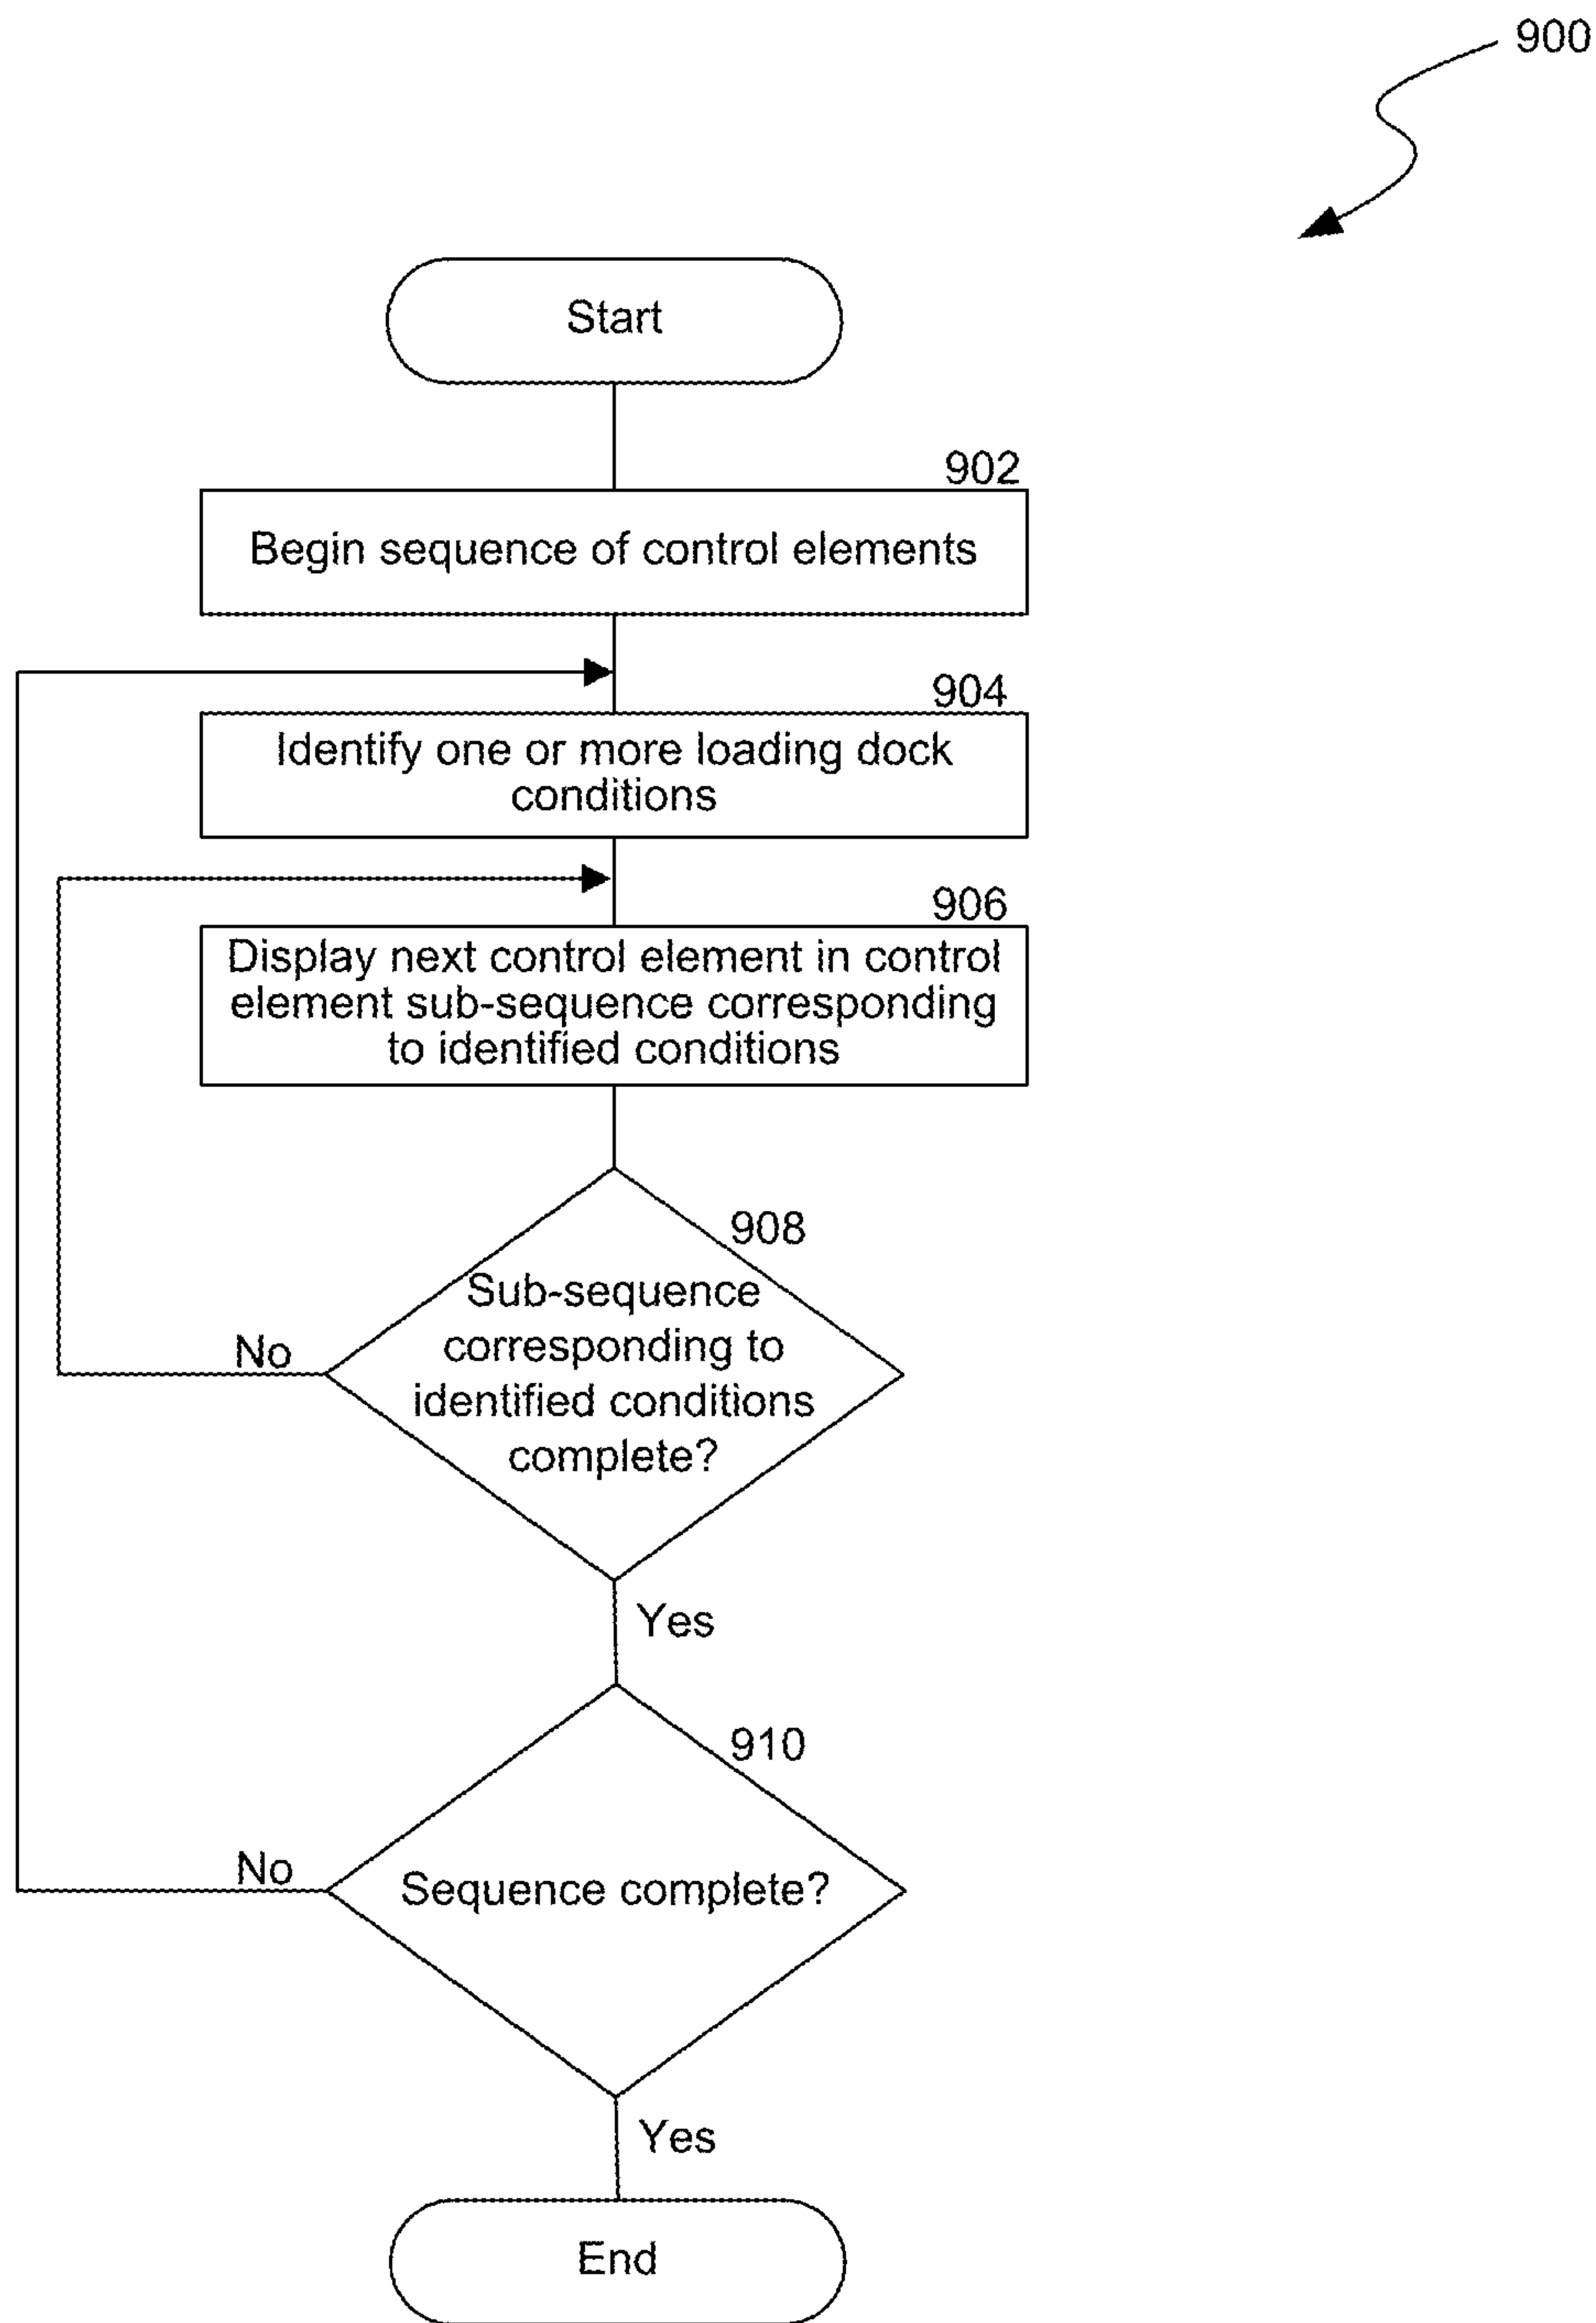 900
Start
902
Begin sequence of control elements
904
Identify one or more loading dock
conditions
906
Display next control element in control
element sub-sequence corresponding
to identified conditions
908
Sub-sequence
corresponding to
identified conditions
complete?
No
Yes
910
Sequence complete?
No
Yes
End